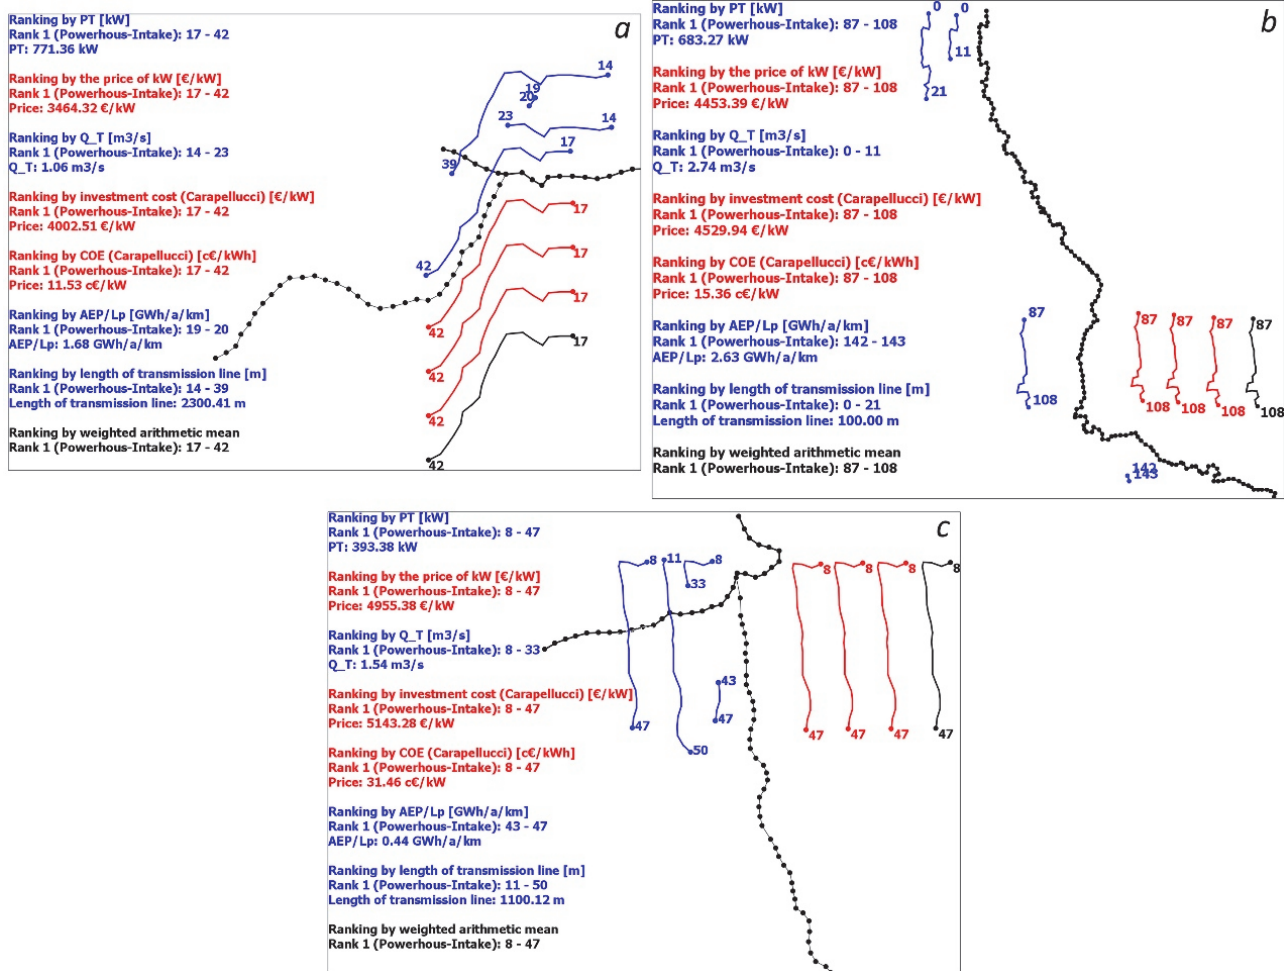 Ranking by PT [kW]
Rank 1 (Powerhous-Intake): 17 - 42
PT: 771.36 kW
Ranking by the price of kW [€/kW]
Rank 1 (Powerhous-Intake): 17 - 42
Price: 3464.32 €/kW
Ranking by Q_T [m3/s]
Rank 1 (Powerhous-Intake): 14 - 23
Q_T: 1.06 m3/s
Ranking by investment cost (Carapellucci) [€/kW]
Rank 1 (Powerhous-Intake): 17 - 42
Price: 4002.51 €/kW
Ranking by COE (Carapellucci) [c€/kWh]
Rank 1 (Powerhous-Intake): 17 - 42
Price: 11.53 c€/kW
Ranking by AEP/Lp [GWh/a/km]
Rank 1 (Powerhous-Intake): 19 - 20
AEP/Lp: 1.68 GWh/a/km
Ranking by length of transmission line [m]
Rank 1 (Powerhous-Intake): 14 - 39
Length of transmission line: 2300.41 m
Ranking by weighted arithmetic mean
Rank 1 (Powerhous-Intake): 17 - 42
a
14
19
20
23
14
17
39
42
17
17
17
42
42
17
42
42
Ranking by PT [kW]
Rank 1 (Powerhous-Intake): 87 - 108
PT: 683.27 kW
Ranking by the price of kW [€/kW]
Rank 1 (Powerhous-Intake): 87 - 108
Price: 4453.39 €/kW
Ranking by Q_T [m3/s]
Rank 1 (Powerhous-Intake): 0 - 11
Q_T: 2.74 m3/s
Ranking by investment cost (Carapellucci) [€/kW]
Rank 1 (Powerhous-Intake): 87 - 108
Price: 4529.94 €/kW
Ranking by COE (Carapellucci) [c€/kWh]
Rank 1 (Powerhous-Intake): 87 - 108
Price: 15.36 c€/kW
Ranking by AEP/Lp [GWh/a/km]
Rank 1 (Powerhous-Intake): 142 - 143
AEP/Lp: 2.63 GWh/a/km
Ranking by length of transmission line [m]
Rank 1 (Powerhous-Intake): 0 - 21
Length of transmission line: 100.00 m
Ranking by weighted arithmetic mean
Rank 1 (Powerhous-Intake): 87 - 108
b
0 0
11
21
87 87 87 87 87
108 108 108 108 108
142
143
Ranking by PT [kW]
Rank 1 (Powerhous-Intake): 8 - 47
PT: 393.38 kW
Ranking by the price of kW [€/kW]
Rank 1 (Powerhous-Intake): 8 - 47
Price: 4955.38 €/kW
Ranking by Q_T [m3/s]
Rank 1 (Powerhous-Intake): 8 - 33
Q_T: 1.54 m3/s
Ranking by investment cost (Carapellucci) [€/kW]
Rank 1 (Powerhous-Intake): 8 - 47
Price: 5143.28 €/kW
Ranking by COE (Carapellucci) [c€/kWh]
Rank 1 (Powerhous-Intake): 8 - 47
Price: 31.46 c€/kW
Ranking by AEP/Lp [GWh/a/km]
Rank 1 (Powerhous-Intake): 43 - 47
AEP/Lp: 0.44 GWh/a/km
Ranking by length of transmission line [m]
Rank 1 (Powerhous-Intake): 11 - 50
Length of transmission line: 1100.12 m
Ranking by weighted arithmetic mean
Rank 1 (Powerhous-Intake): 8 - 47
c
8 11 8 8 8 8 8
33
43
47 47 47 47 47 47
50